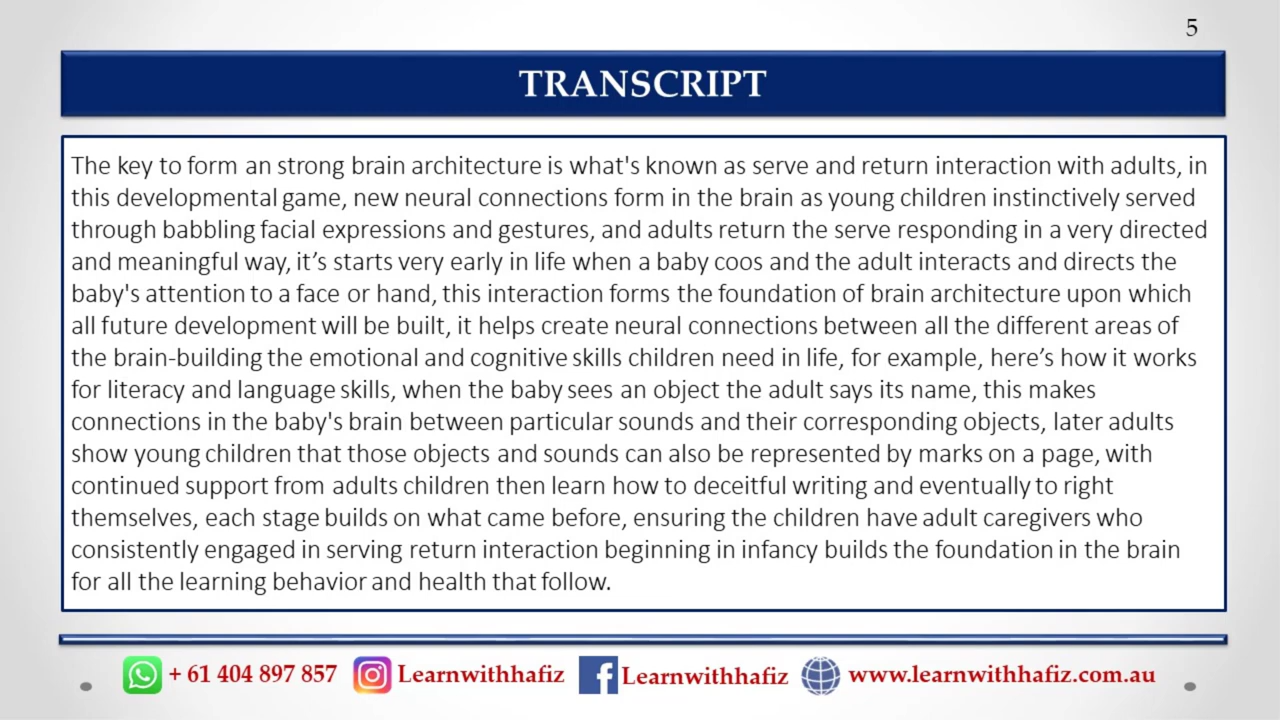 5
TRANSCRIPT
The key to form an strong brain architecture is what's known as serve and return interaction with adults, in
this developmental game, new neural connections form in the brain as young children instinctively served
through babbling facial expressions and gestures, and adults return the serve responding in a very directed
and meaningful way, it’s starts very early in life when a baby coos and the adult interacts and directs the
baby's attention to a face or hand, this interaction forms the foundation of brain architecture upon which
all future development will be built, it helps create neural connections between all the different areas of
the brain-building the emotional and cognitive skills children need in life, for example, here’s how it works
for literacy and language skills, when the baby sees an object the adult says its name, this makes
connections in the baby's brain between particular sounds and their corresponding objects, later adults
show young children that those objects and sounds can also be represented by marks on a page, with
continued support from adults children then learn how to deceitful writing and eventually to right
themselves, each stage builds on what came before, ensuring the children have adult caregivers who
consistently engaged in serving return interaction beginning in infancy builds the foundation in the brain
for all the learning behavior and health that follow.
+ 61 404 897 857 Learnwithhafiz Learnwithhafiz www.learnwithhafiz.com.au